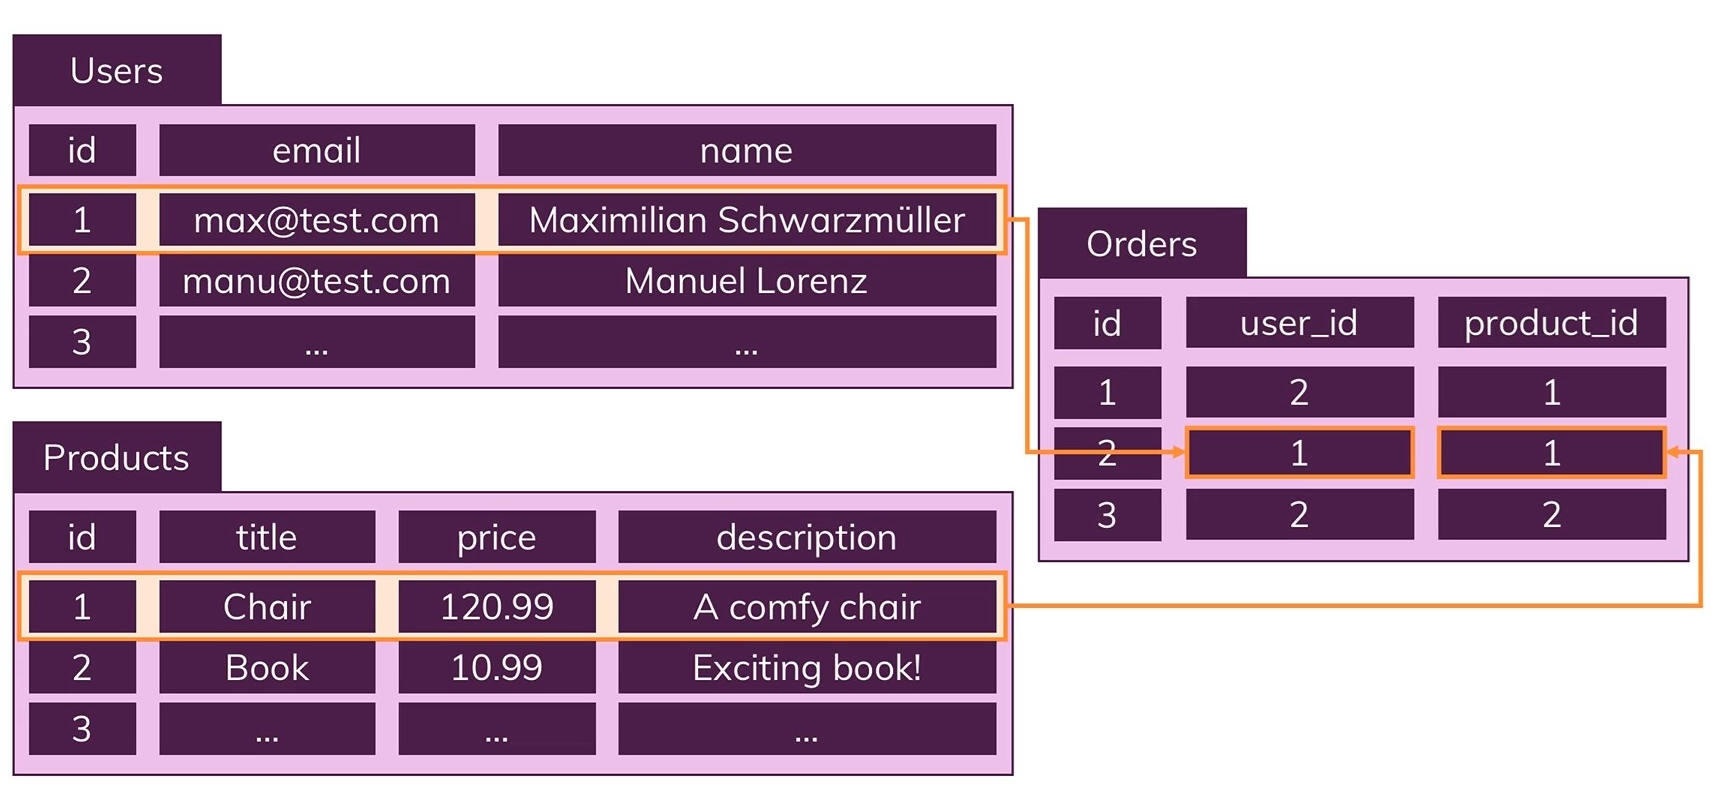 Users
id email name
1 max@test.com Maximilian Schwarzmüller
2 manu@test.com Manuel Lorenz
3 ... ...
Orders
id user_id product_id
1 2 1
2 1 1
3 2 2
Products
id title price description
1 Chair 120.99 A comfy chair
2 Book 10.99 Exciting book!
3 ... ... ...